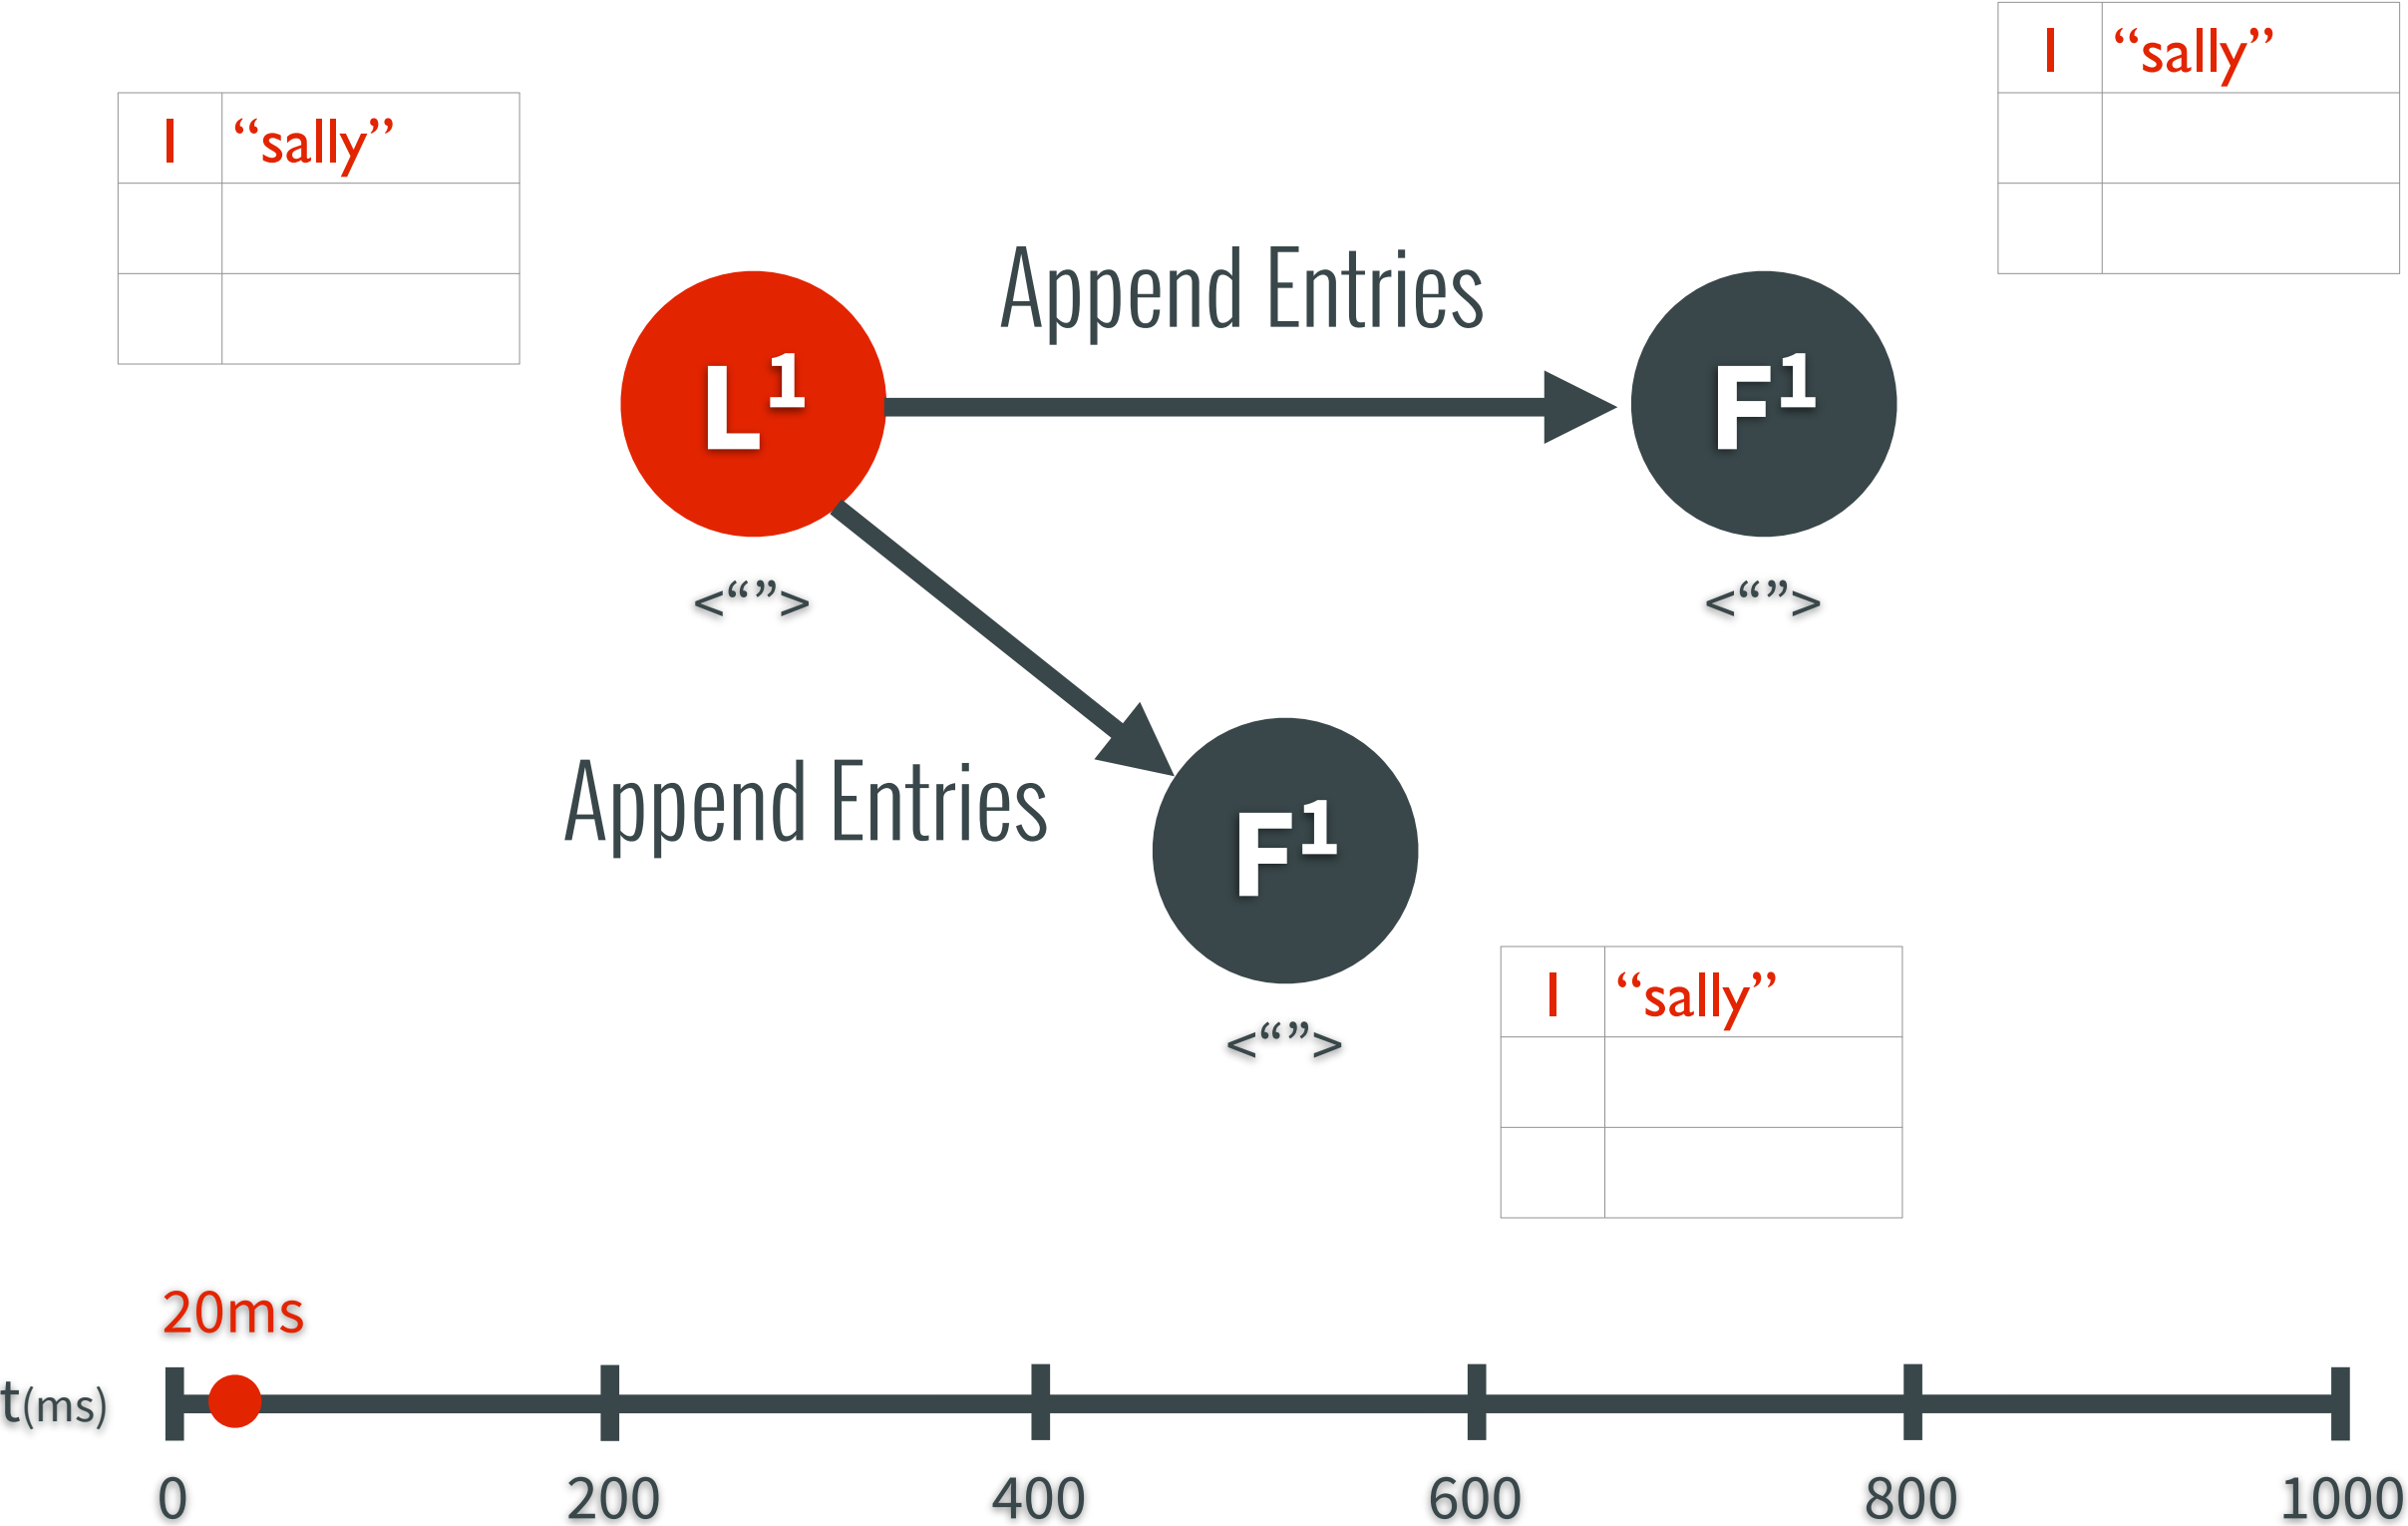 1 “sally”
1 “sally”
Append Entries
L¹
F¹
<“”>
<“”>
Append Entries
F¹
<“”>
1 “sally”
20ms
t(ms)
0 200 400 600 800 1000